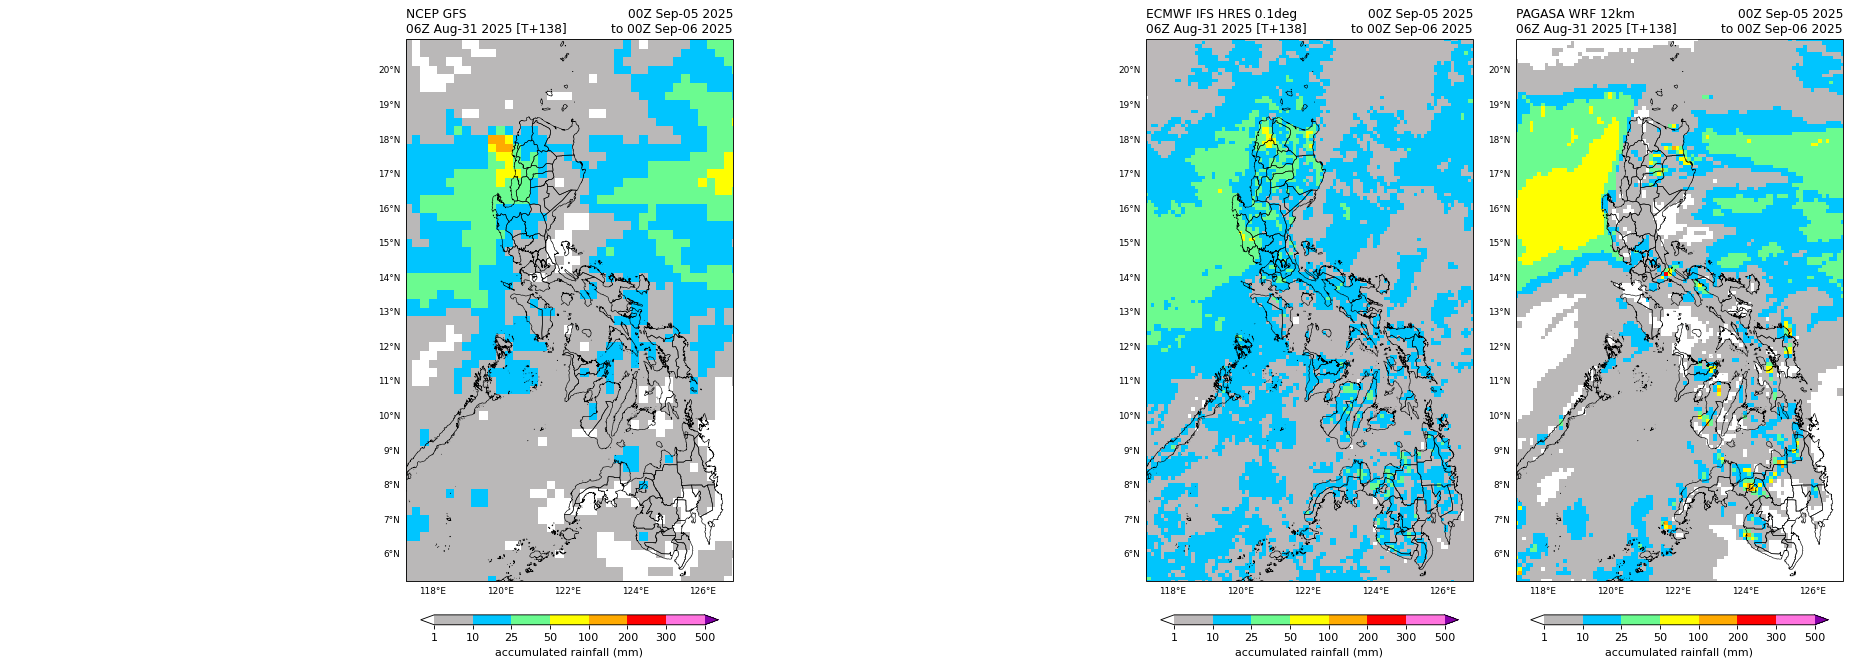 NCEP GFS 00Z Sep-05 2025
06Z Aug-31 2025 [T+138] to 00Z Sep-06 2025
20°N
19°N
18°N
17°N
16°N
15°N
14°N
13°N
12°N
11°N
10°N
9°N
8°N
7°N
6°N
118°E 120°E 122°E 124°E 126°E
1 10 25 50 100 200 300 500
accumulated rainfall (mm)
ECMWF IFS HRES 0.1deg 00Z Sep-05 2025
06Z Aug-31 2025 [T+138] to 00Z Sep-06 2025
20°N
19°N
18°N
17°N
16°N
15°N
14°N
13°N
12°N
11°N
10°N
9°N
8°N
7°N
6°N
118°E 120°E 122°E 124°E 126°E
1 10 25 50 100 200 300 500
accumulated rainfall (mm)
PAGASA WRF 12km 00Z Sep-05 2025
06Z Aug-31 2025 [T+138] to 00Z Sep-06 2025
20°N
19°N
18°N
17°N
16°N
15°N
14°N
13°N
12°N
11°N
10°N
9°N
8°N
7°N
6°N
118°E 120°E 122°E 124°E 126°E
1 10 25 50 100 200 300 500
accumulated rainfall (mm)